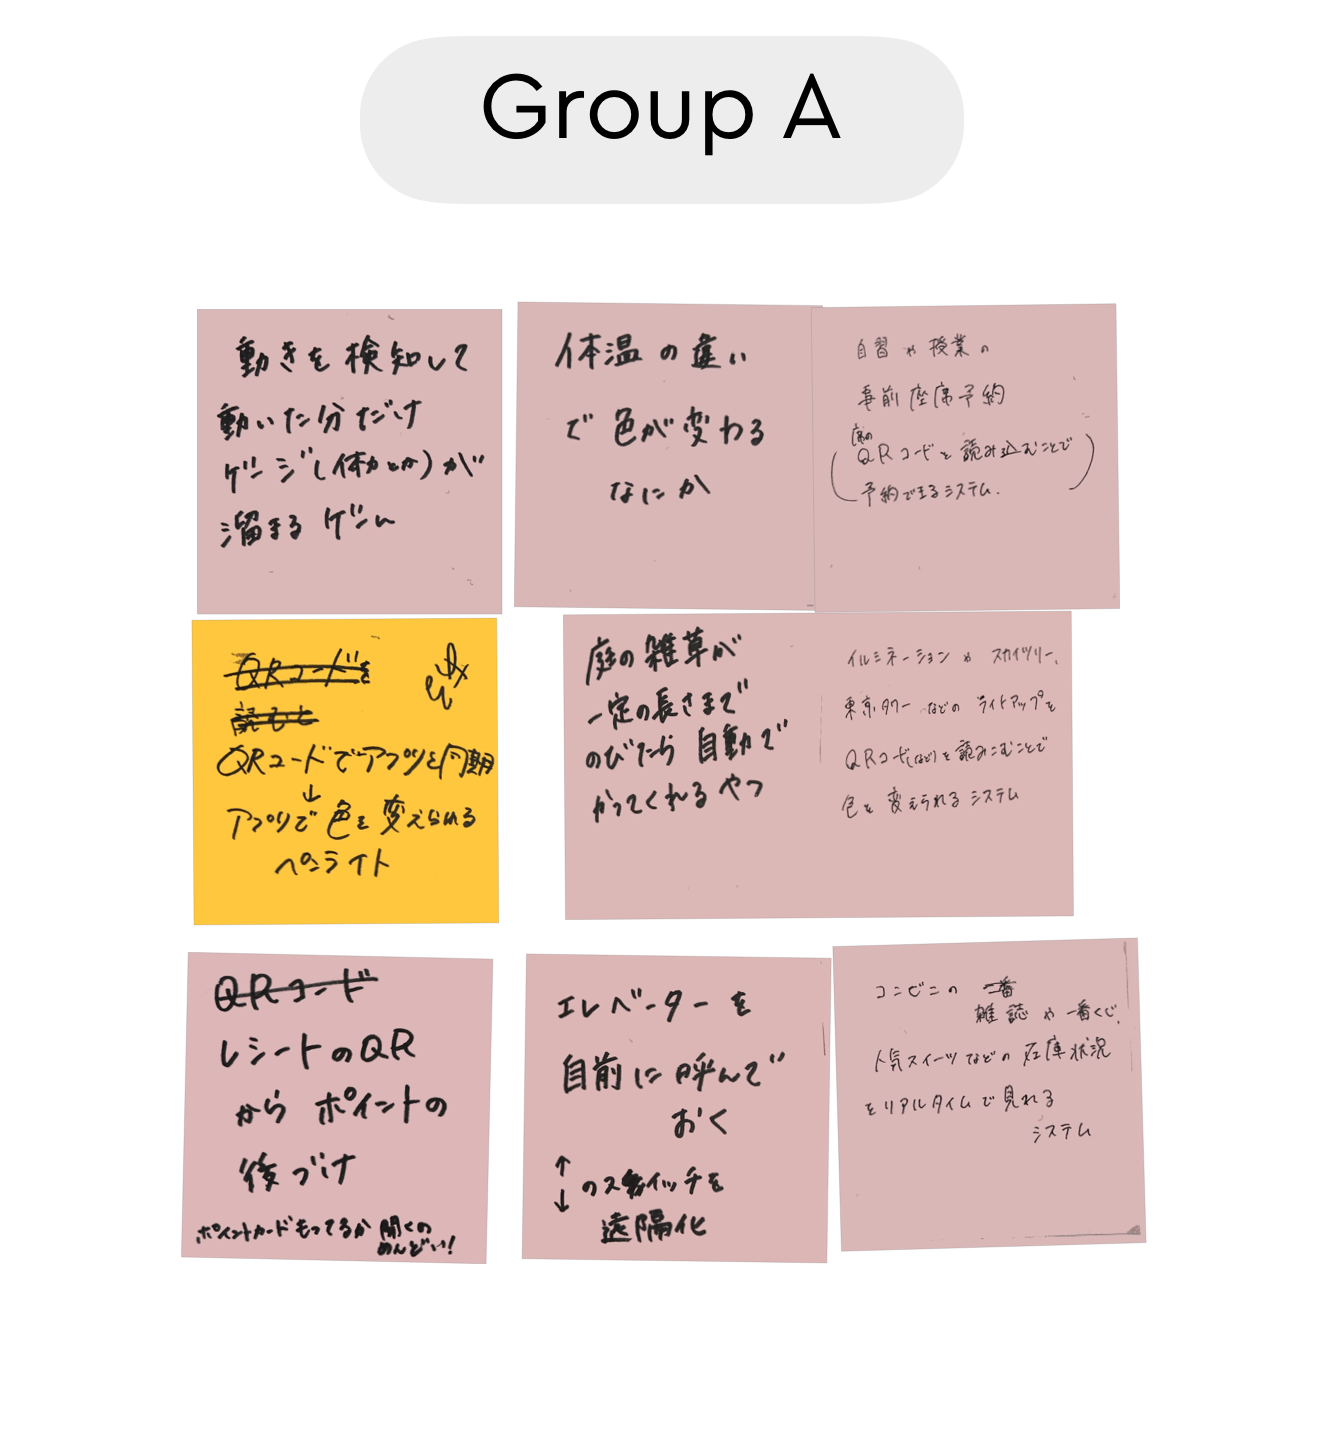 Group A
動きを検知して
動いた分だけ
ゲージ(体力とか)が
溜まるゲーム
体温の違い
で色が変わる
なにか
自習や授業の
事前座席予約
席の
(QRコードを読み込むことで
予約できるシステム.)
QRコードを
読むと
QRコードでアプリと同期
↓
アプリで色を変えられる
ペンライト
庭の雑草が
一定の長さまで
のびたら自動で
かってくれるやつ
イルミネーションやスカイツリー、
東京タワーなどのライトアップを
QRコード(など)を読みこむことで
色を変えられるシステム
QRコード
レシートのQR
からポイントの
後づけ
ポイントカードもってるか聞くの
めんどい!
エレベーターを
自前に呼んで
おく
↑
↓のスイッチを
遠隔化
コンビニの一番
雑誌や一番くじ、
人気スイーツなどの在庫状況
をリアルタイムで見れる
システム